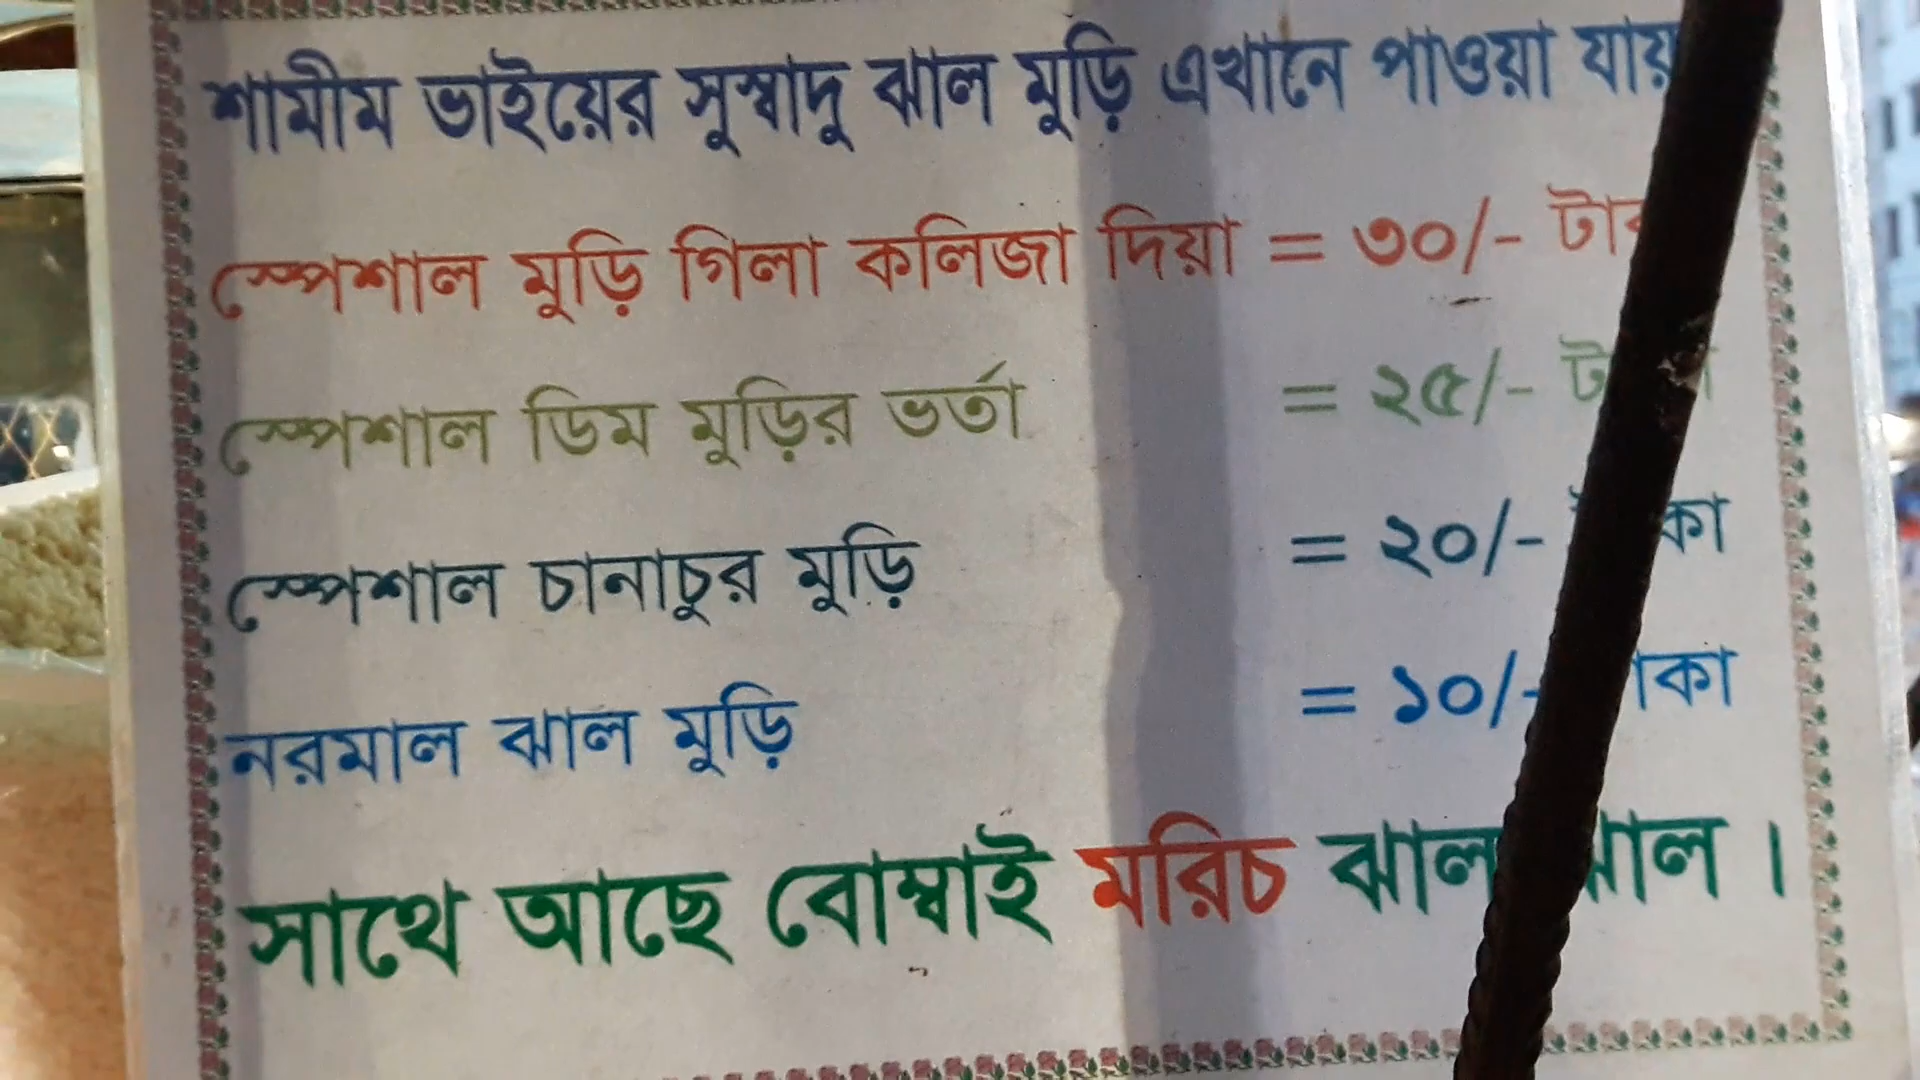 শামীম ভাইয়ের সুস্বাদু ঝাল মুড়ি এখানে পাওয়া যায়
স্পেশাল মুড়ি গিলা কলিজা দিয়া = ৩০/- টাকা
স্পেশাল ডিম মুড়ির ভর্তা = ২৫/- টাকা
স্পেশাল চানাচুর মুড়ি = ২০/- টাকা
নরমাল ঝাল মুড়ি = ১০/- টাকা
সাথে আছে বোম্বাই মরিচ ঝাল ঝাল ।